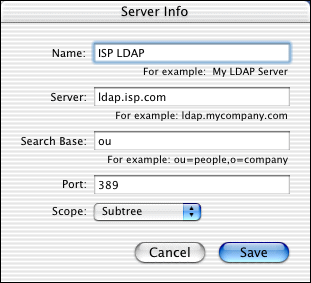 Server Info
Name: ISP LDAP
For example: My LDAP Server
Server: ldap.isp.com
For example: ldap.mycompany.com
Search Base: ou
For example: ou=people,o=company
Port: 389
Scope: Subtree
Cancel Save